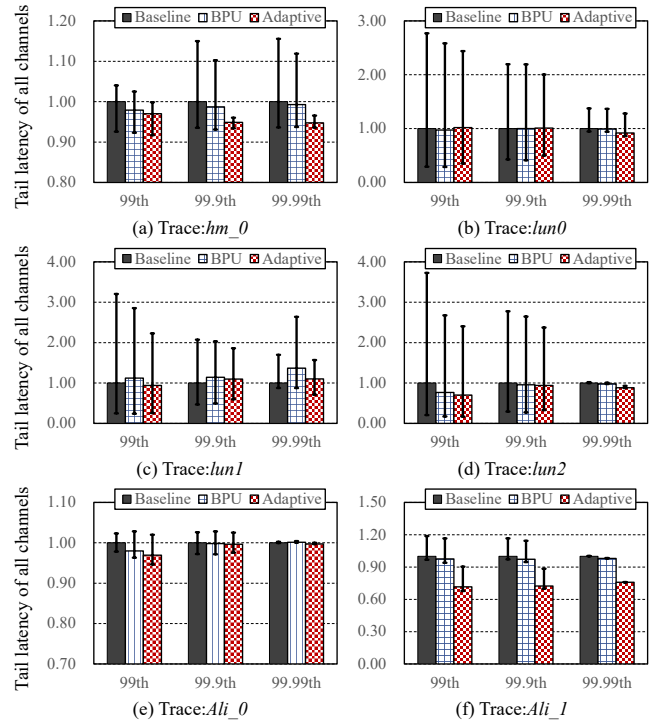 Tail latency of all channels
Baseline BPU Adaptive
1.20
1.10
1.00
0.90
0.80
99th 99.9th 99.99th
(a) Trace:hm_0
Baseline BPU Adaptive
3.00
2.00
1.00
0.00
99th 99.9th 99.99th
(b) Trace:lun0
Tail latency of all channels
Baseline BPU Adaptive
4.00
3.00
2.00
1.00
0.00
99th 99.9th 99.99th
(c) Trace:lun1
Baseline BPU Adaptive
4.00
3.00
2.00
1.00
0.00
99th 99.9th 99.99th
(d) Trace:lun2
Tail latency of all channels
Baseline BPU Adaptive
1.10
1.00
0.90
0.80
0.70
99th 99.9th 99.99th
(e) Trace:Ali_0
Baseline BPU Adaptive
1.50
1.20
0.90
0.60
0.30
0.00
99th 99.9th 99.99th
(f) Trace:Ali_1